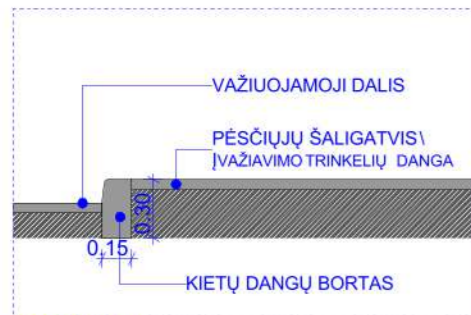 VAŽIUOJAMOJI DALIS
PĖSČIŲJŲ ŠALIGATVIS\
ĮVAŽIAVIMO TRINKELIŲ DANGA
0,30
0,15
KIETŲ DANGŲ BORTAS